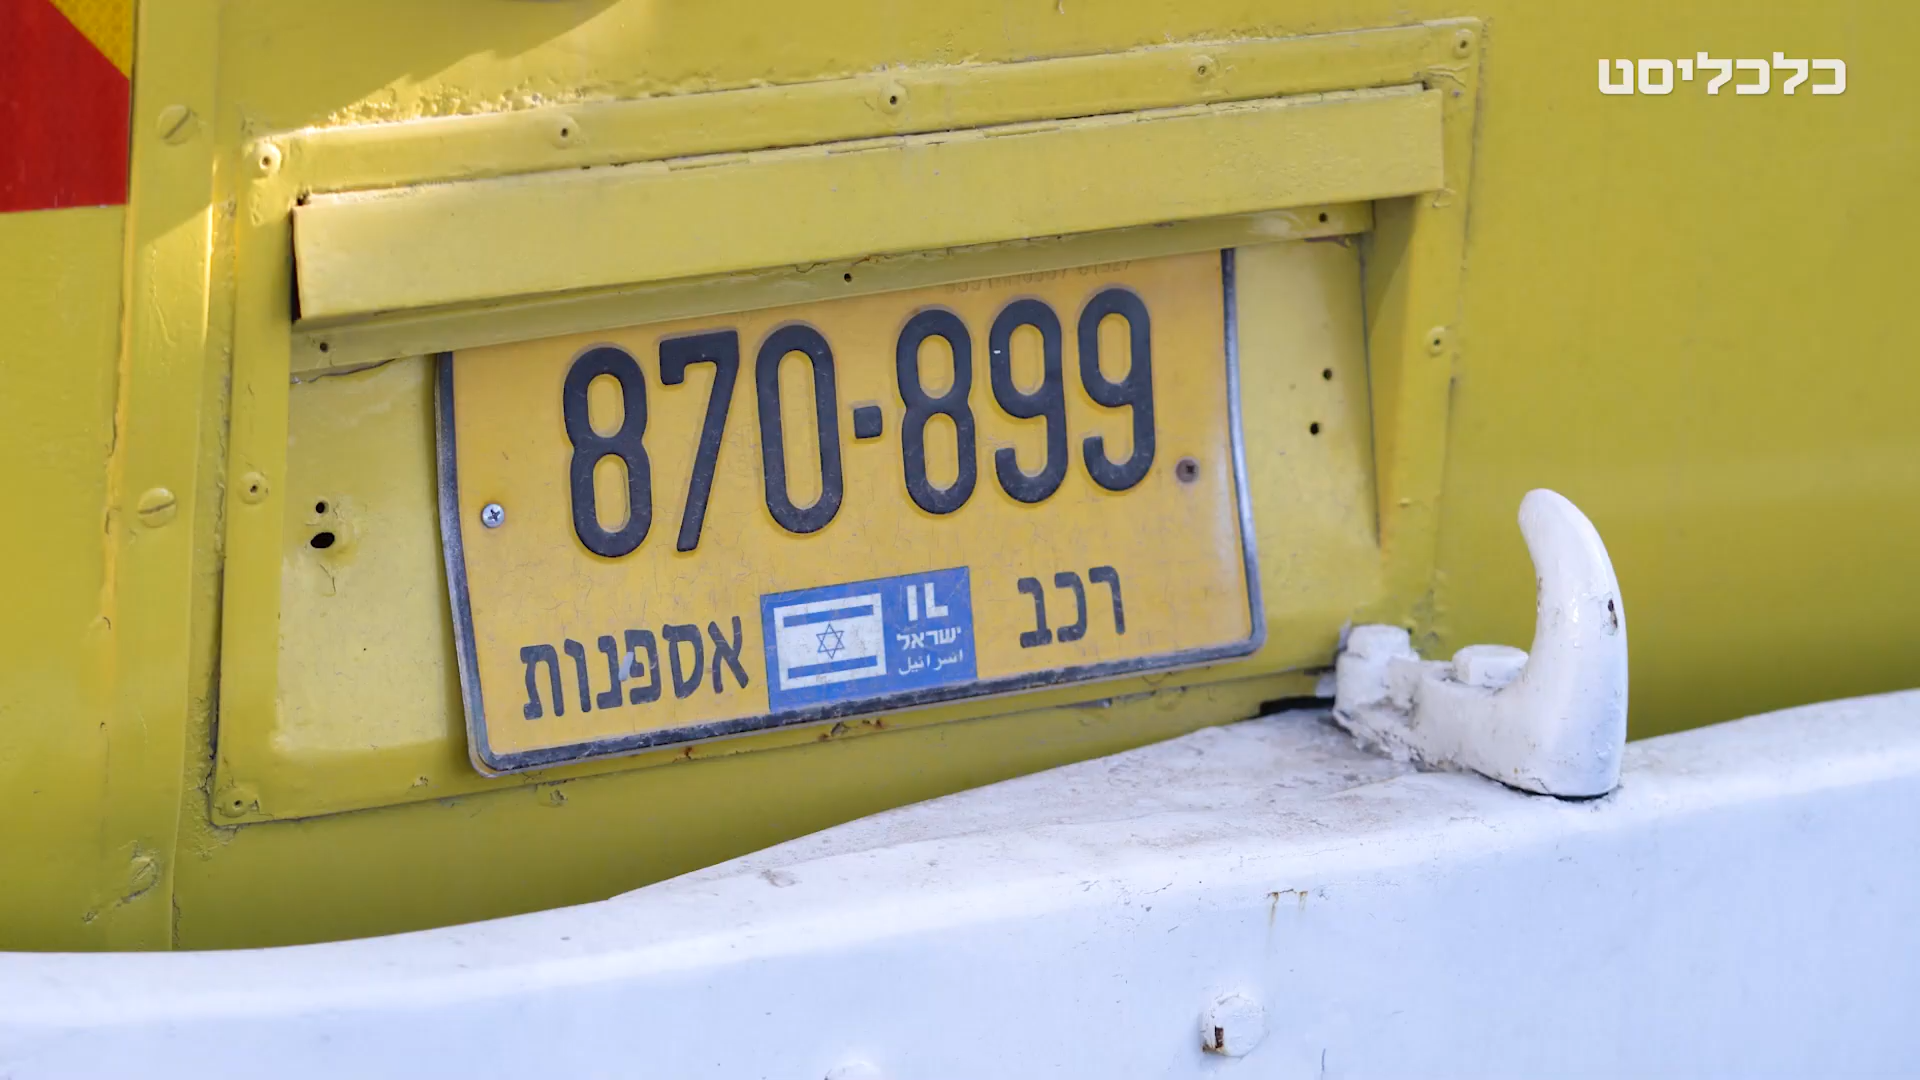 כלכליסט
870-899
רכב אספנות
IL
ישראל
اسرائيل